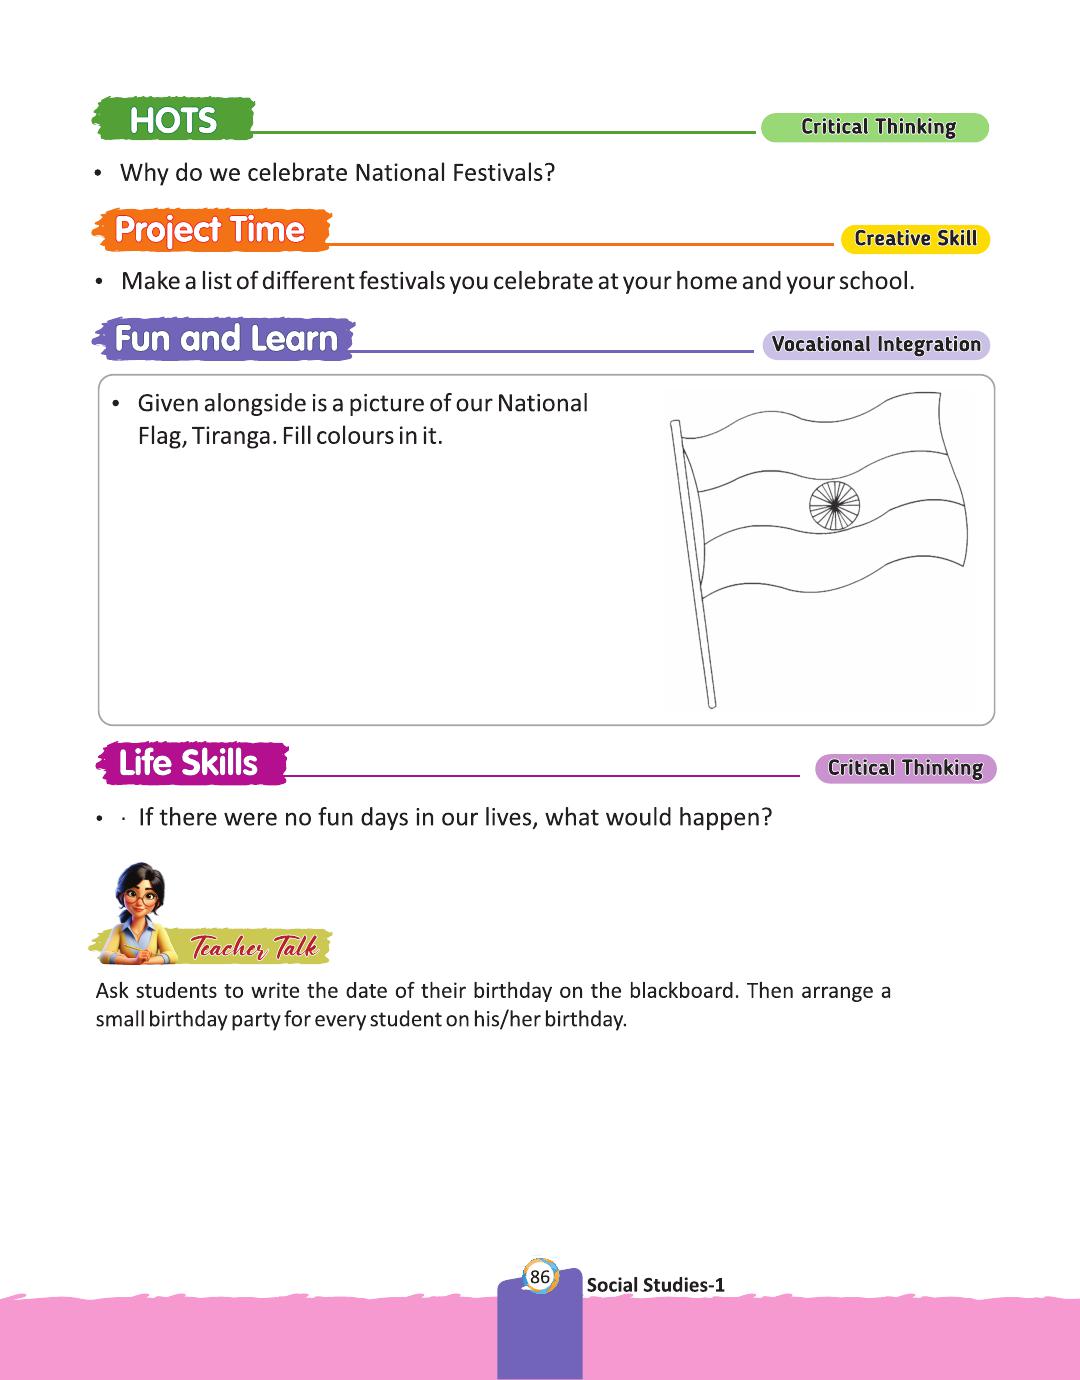 HOTS
Critical Thinking
• Why do we celebrate National Festivals?
Project Time
Creative Skill
• Make a list of different festivals you celebrate at your home and your school.
Fun and Learn
Vocational Integration
• Given alongside is a picture of our National
Flag, Tiranga. Fill colours in it.
Life Skills
Critical Thinking
• · If there were no fun days in our lives, what would happen?
Teacher Talk
Ask students to write the date of their birthday on the blackboard. Then arrange a
small birthday party for every student on his/her birthday.
86
Social Studies-1